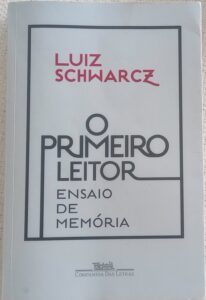 LUIZ
SCHWARCZ
O
PRIMEIRO
LEITOR
ENSAIO
DE
MEMÓRIA
COMPANHIA DAS LETRAS